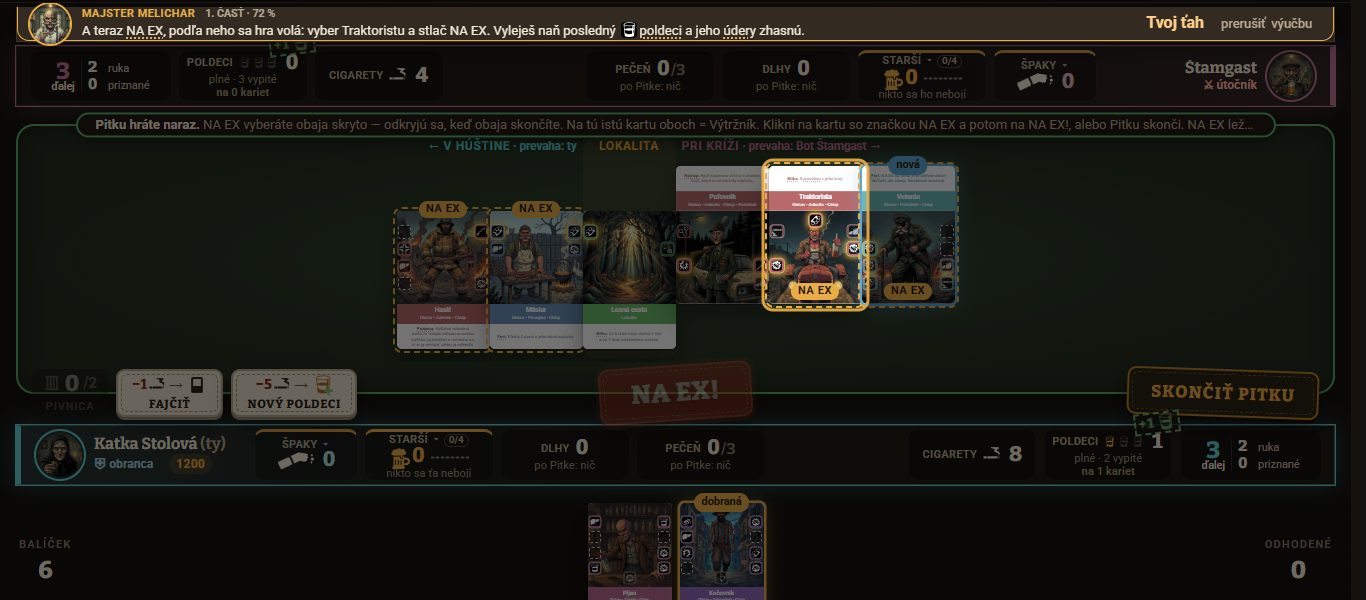 MAJSTER MELICHAR 1. ČASŤ · 72 %
A teraz NA EX, podľa neho sa hra volá: vyber Traktoristu a stlač NA EX. Vyleješ naň posledný poldeci a jeho údery zhasnú.
Tvoj ťah prerušiť výučbu
3 ďalej
2 ruka
0 priznané
POLDECI 0
+1
plné · 3 vypité
na 0 kariet
CIGARETY 4
PEČEŇ 0/3
po Pitke: nič
DLHY 0
po Pitke: nič
STARŠÍ 0/4
0
nikto sa ho nebojí
ŠPAKY
0
Štamgast
útočník
Pitku hráte naraz. NA EX vyberáte obaja skryto — odkryjú sa, keď obaja skončíte. Na tú istú kartu oboch = Výtržník. Klikni na kartu so značkou NA EX a potom na NA EX!, alebo Pitku skonči. NA EX lež...
← V HÚŠTINE · prevaha: ty
LOKALITA
PRI KRÍŽI · prevaha: Bot Štamgast →
nová
NA EX
NA EX
Poľovník
Traktorista
Veterán
NA EX
NA EX
Hasič
Mäsiar
Lesná cesta
0/2
PIVNICA
−1 →
FAJČIŤ
−5 →
NOVÝ POLDECI
NA EX!
SKONČIŤ PITKU
Katka Stolová (ty)
obranca 1200
ŠPAKY
0
STARŠÍ 0/4
0
nikto sa ťa nebojí
DLHY 0
po Pitke: nič
PEČEŇ 0/3
po Pitke: nič
CIGARETY 8
+1
POLDECI 1
plné · 2 vypité
na 1 kariet
3 ďalej
2 ruka
0 priznané
dobraná
BALÍČEK
6
ODHODENÉ
0
Pijan
Kočovník